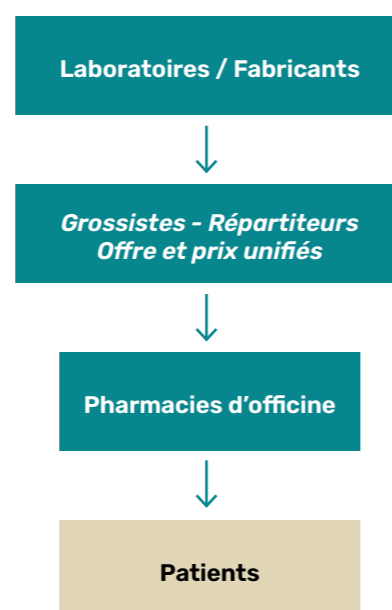 Laboratoires / Fabricants
Grossistes - Répartiteurs
Offre et prix unifiés
Pharmacies d’officine
Patients